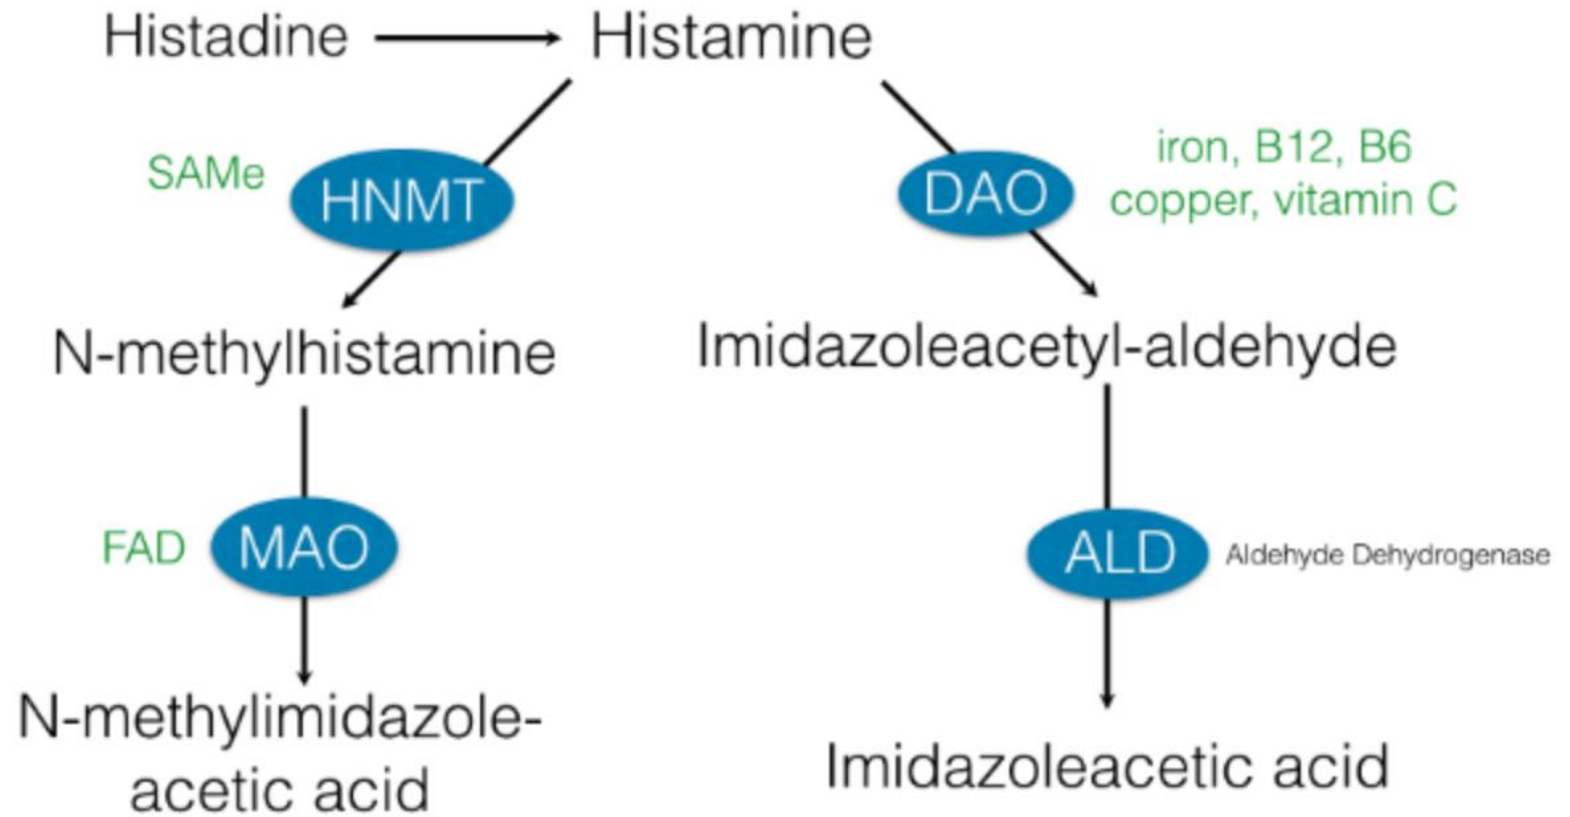 Histadine
Histamine
SAMe
HNMT
DAO
iron, B12, B6
copper, vitamin C
N-methylhistamine
Imidazoleacetyl-aldehyde
FAD
MAO
ALD
Aldehyde Dehydrogenase
N-methylimidazole-
acetic acid
Imidazoleacetic acid